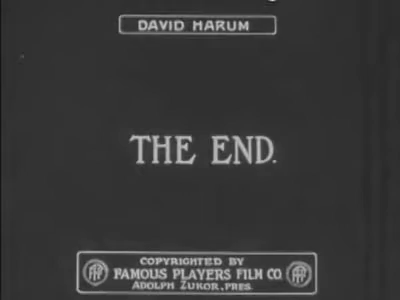 DAVID HARUM
THE END.
COPYRIGHTED BY
FAMOUS PLAYERS FILM CO.
ADOLPH ZUKOR, PRES.